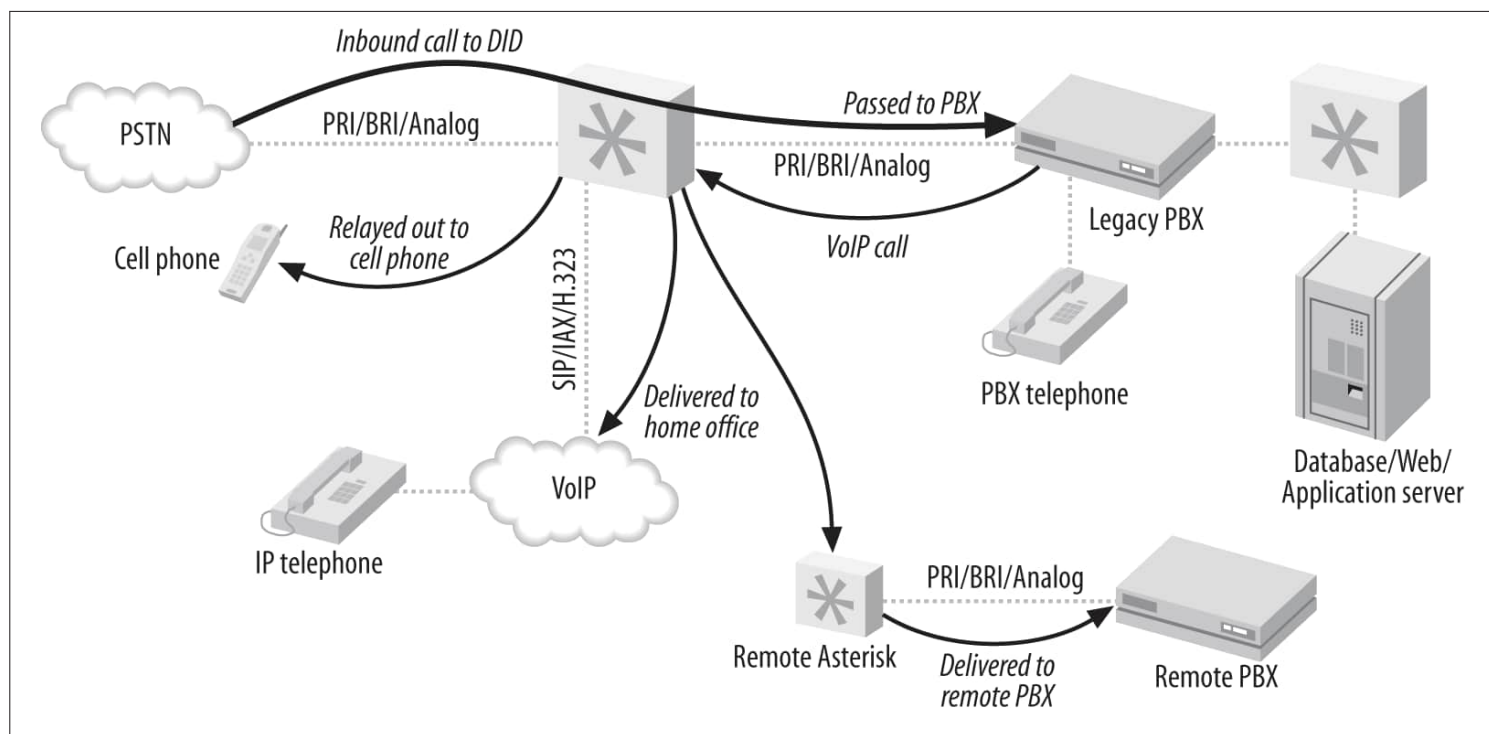 Inbound call to DID
PSTN
PRI/BRI/Analog
Passed to PBX
PRI/BRI/Analog
Legacy PBX
VoIP call
Cell phone
Relayed out to
cell phone
SIP/IAX/H.323
PBX telephone
Delivered to
home office
VoIP
IP telephone
Database/Web/
Application server
Remote Asterisk
PRI/BRI/Analog
Delivered to
remote PBX
Remote PBX